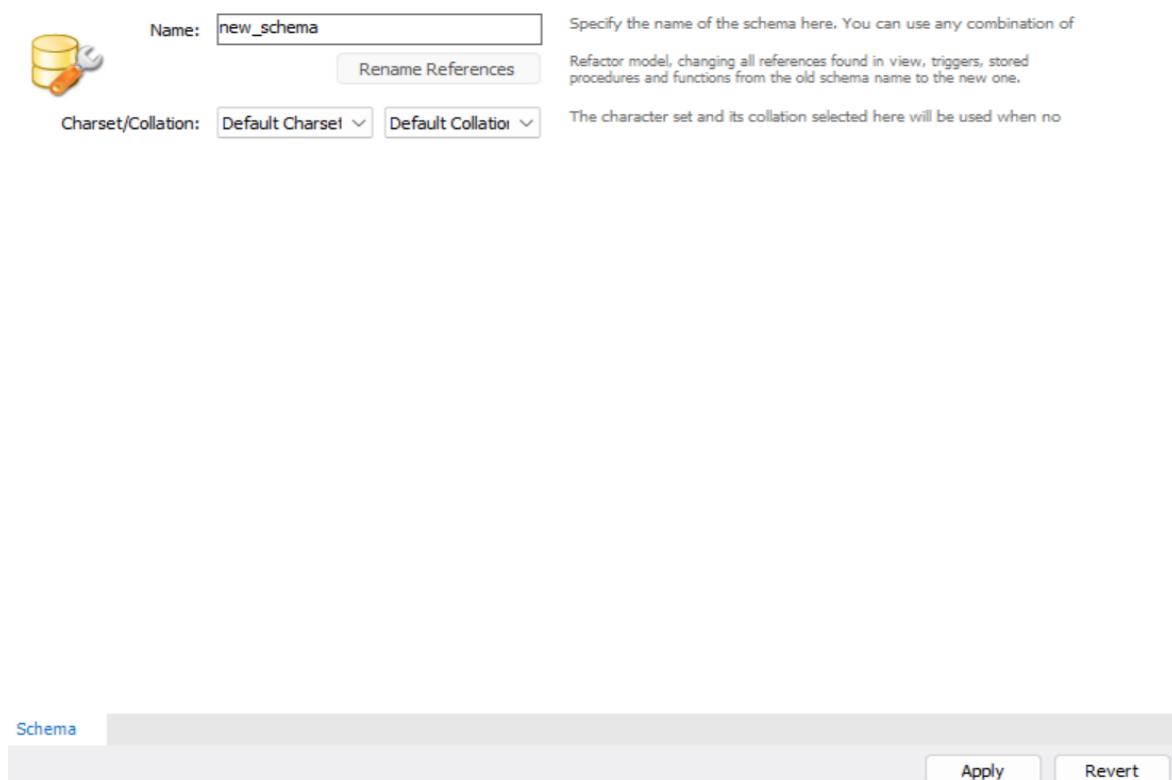 Name: new_schema Specify the name of the schema here. You can use any combination of
Rename References Refactor model, changing all references found in view, triggers, stored
procedures and functions from the old schema name to the new one.
Charset/Collation: Default Charset Default Collation The character set and its collation selected here will be used when no
Schema
Apply Revert